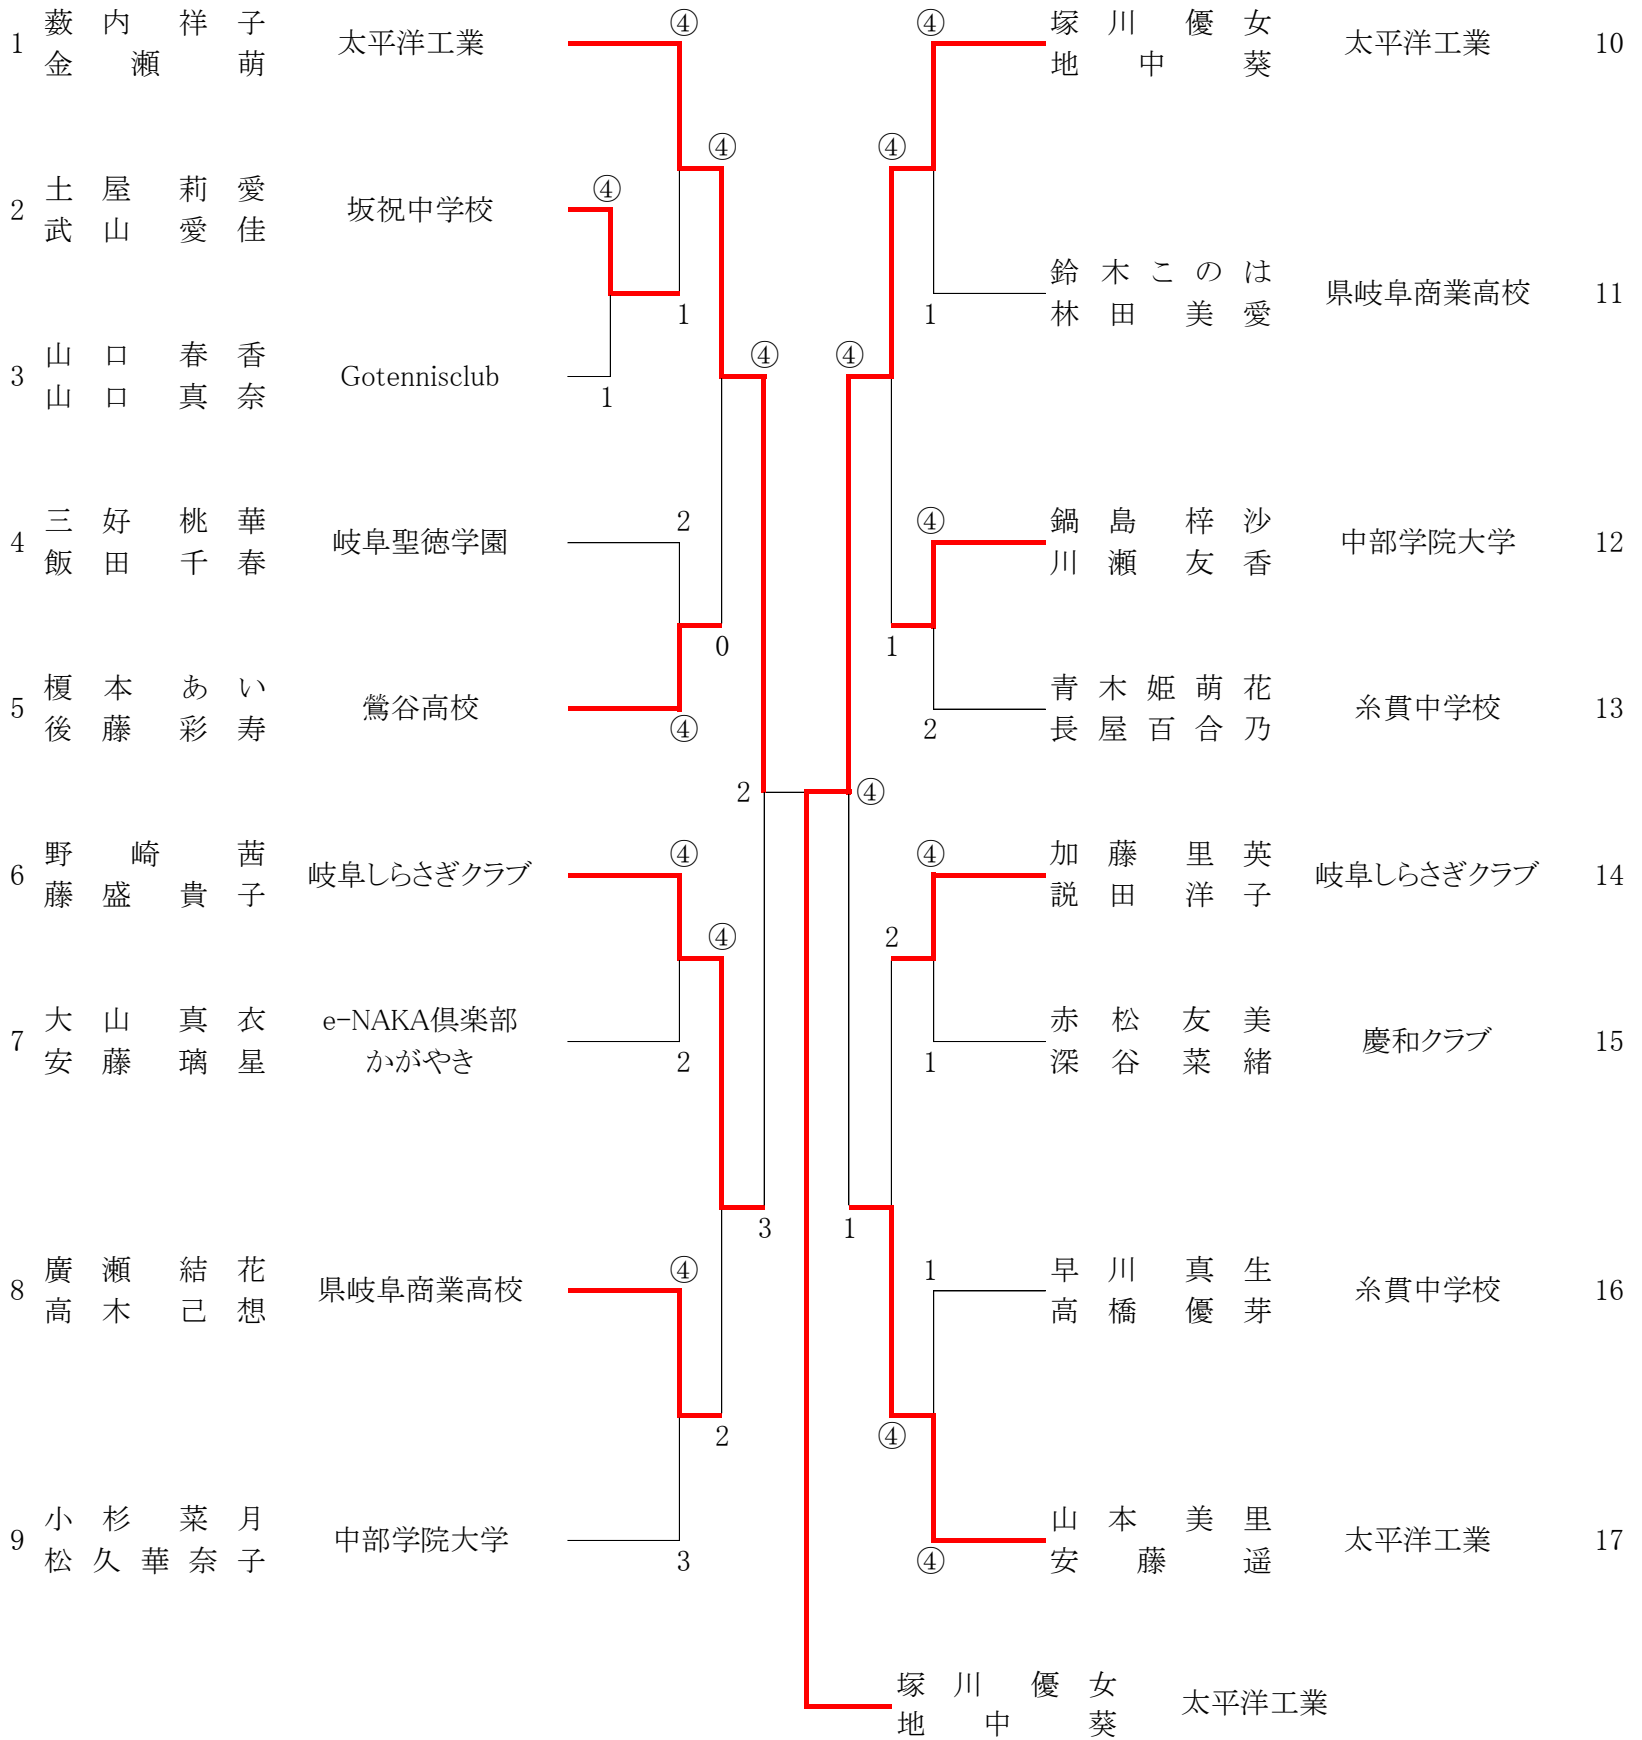 ④ ④
1 藪内祥子 太平洋工業 塚川優女 太平洋工業 10
金瀬萌 地中葵
④ ④
2 土屋莉愛 坂祝中学校 ④
武山愛佳
鈴木このは 県岐阜商業高校 11
1 1 林田美愛
3 山口春香 Gotennisclub ④ ④
山口真奈 1
4 三好桃華 岐阜聖徳学園 2 ④ 鍋島梓沙 中部学院大学 12
飯田千春 川瀬友香
0 1
5 榎本あい 鶯谷高校 青木姫萌花 糸貫中学校 13
後藤彩寿 ④ 2 長屋百合乃
2 ④
6 野崎茜 岐阜しらさぎクラブ ④ ④ 加藤里英 岐阜しらさぎクラブ 14
藤盛貴子 説田洋子
④ 2
7 大山真衣 e-NAKA倶楽部 赤松友美 慶和クラブ 15
安藤璃星 かがやき 2 1 深谷菜緒
3 1
8 廣瀬結花 県岐阜商業高校 ④ 1 早川真生 糸貫中学校 16
高木己想 高橋優芽
2 ④
9 小杉菜月 中部学院大学 山本美里 太平洋工業 17
松久華奈子 3 ④ 安藤遥
塚川優女 太平洋工業
地中葵